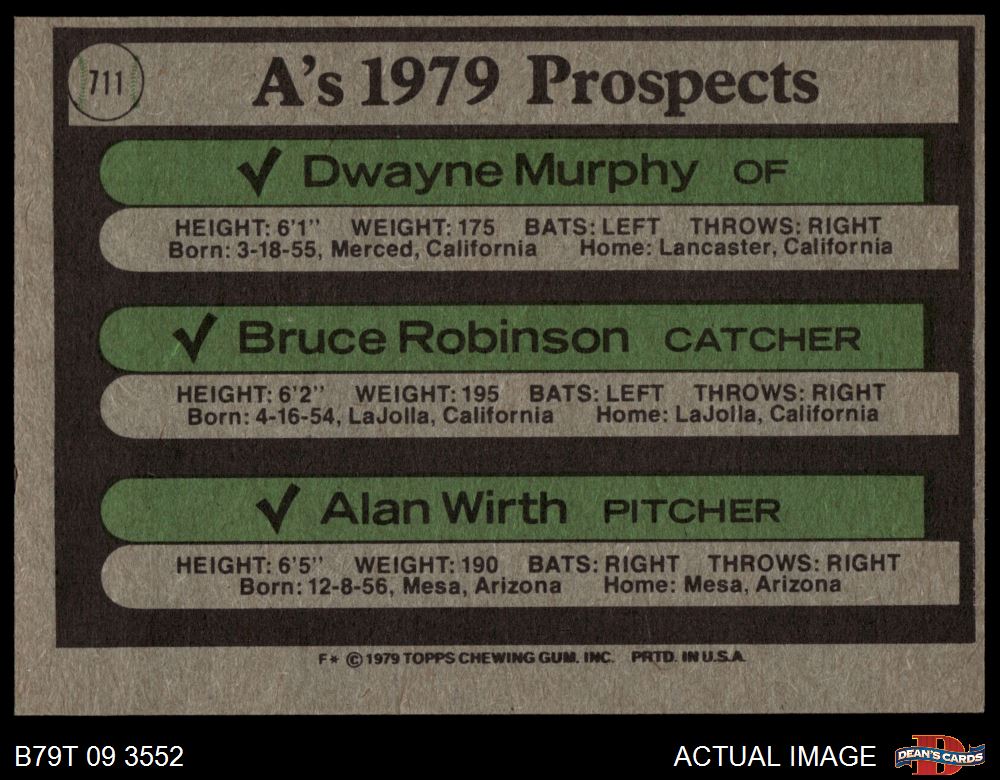 711
A's 1979 Prospects
✓ Dwayne Murphy OF
HEIGHT: 6'1'' WEIGHT: 175 BATS: LEFT THROWS: RIGHT
Born: 3-18-55, Merced, California Home: Lancaster, California
✓ Bruce Robinson CATCHER
HEIGHT: 6'2'' WEIGHT: 195 BATS: LEFT THROWS: RIGHT
Born: 4-16-54, LaJolla, California Home: LaJolla, California
✓ Alan Wirth PITCHER
HEIGHT: 6'5'' WEIGHT: 190 BATS: RIGHT THROWS: RIGHT
Born: 12-8-56, Mesa, Arizona Home: Mesa, Arizona
F* © 1979 TOPPS CHEWING GUM. INC. PRTD. IN U.S.A.
B79T 09 3552
ACTUAL IMAGE
DEAN'S CARDS